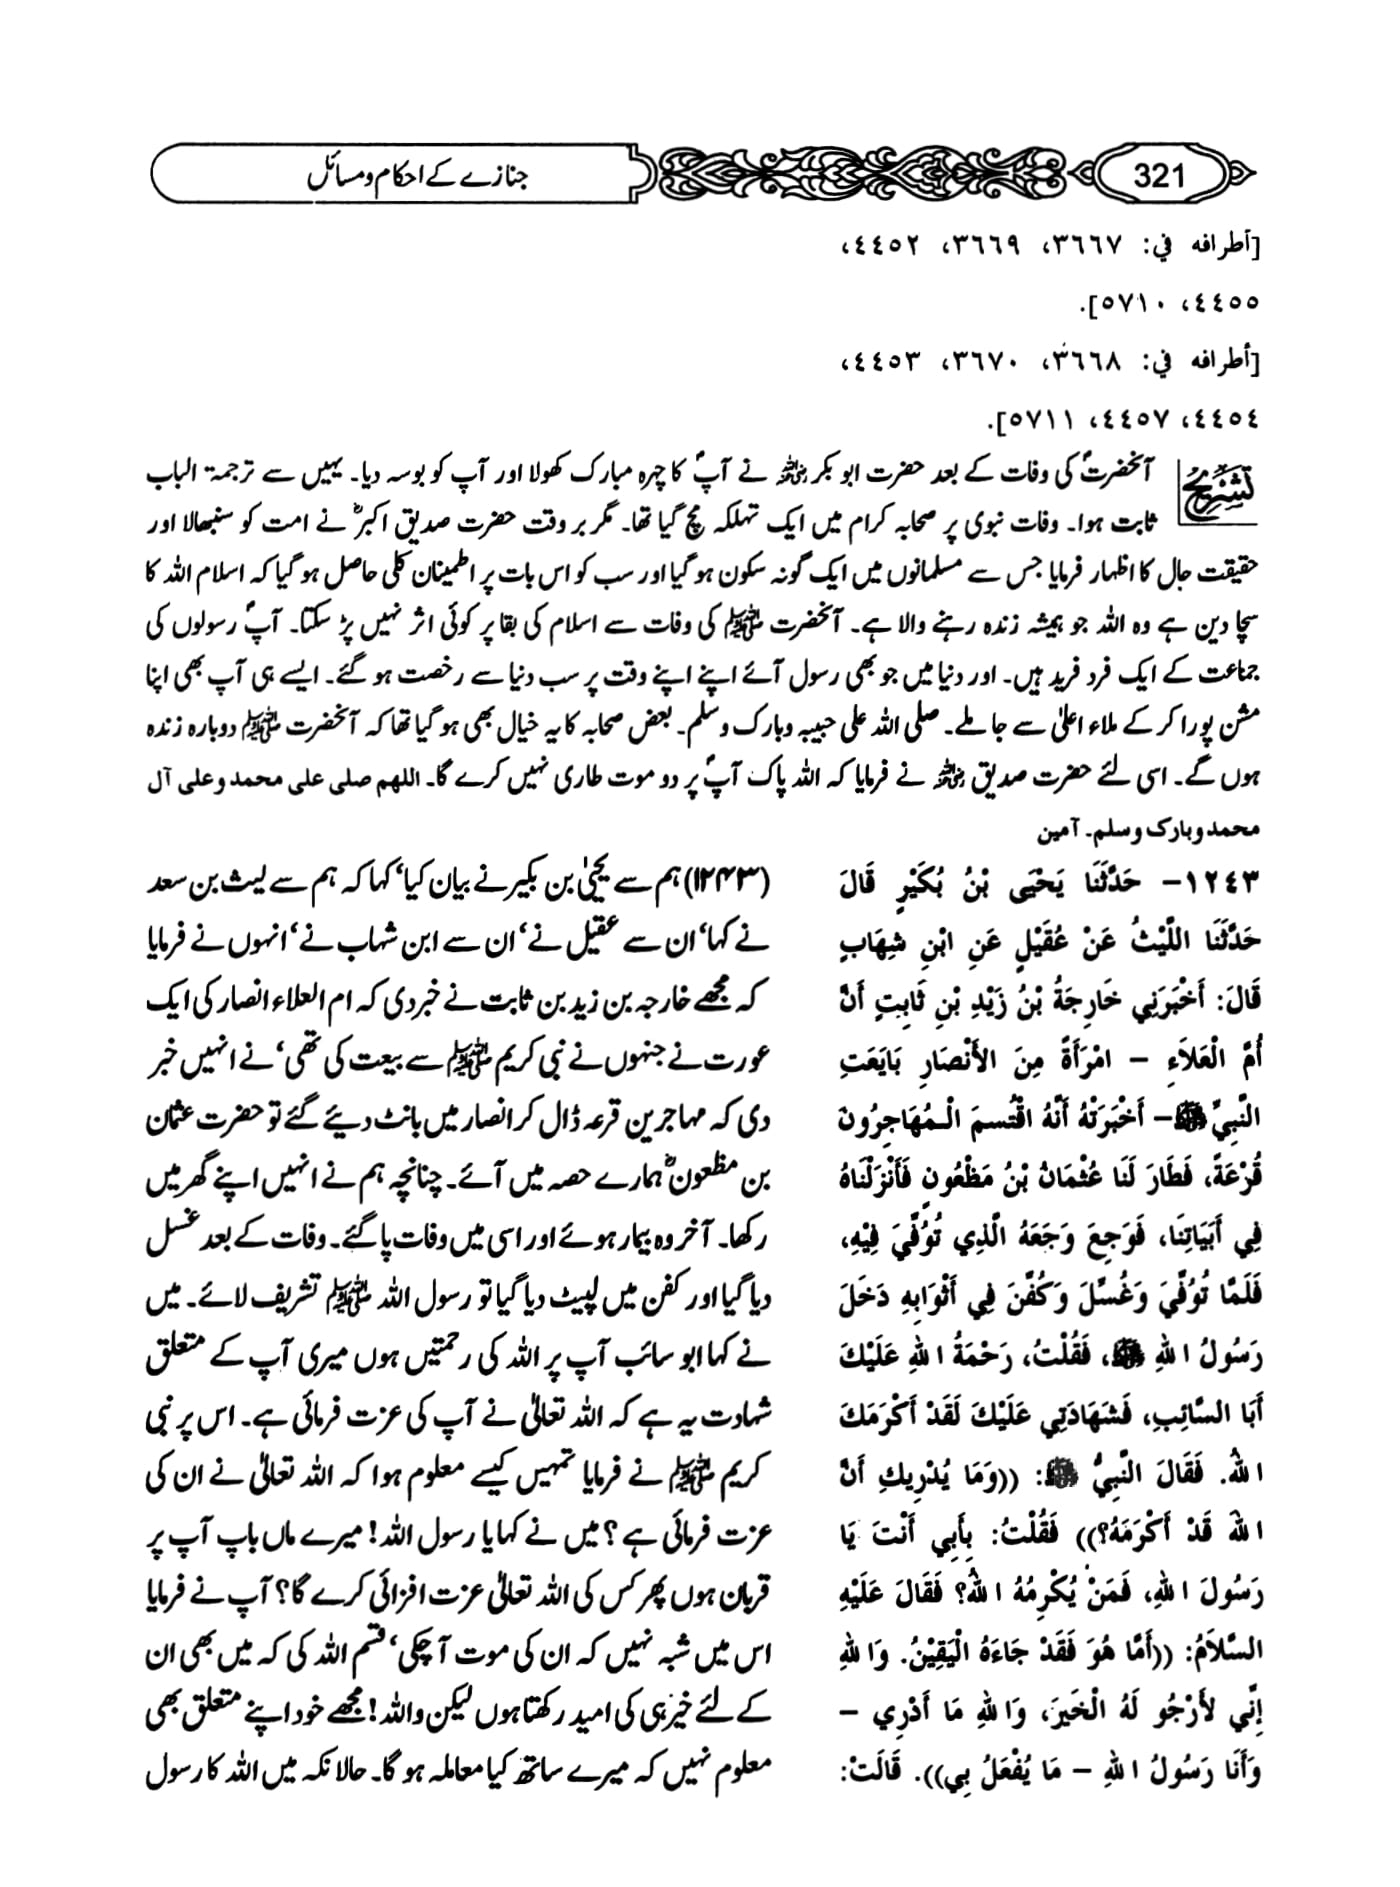 321
جنازے کے احکام و مسائل
[أطرافه في: ٣٦٦٧، ٣٦٦٩، ٤٤٥٢،
٤٤٥٥، ٥٧١٠].
[أطرافه في: ٣٦٦٨، ٣٦٧٠، ٤٤٥٣،
٤٤٥٤، ٤٤٥٧، ٥٧١١].
تشریح آنحضرتؐ کی وفات کے بعد حضرت ابو بکر رضی اللہ عنہ نے آپؐ کا چہرہ مبارک کھولا اور آپ کو بوسہ دیا۔ یہیں سے ترجمۃ الباب
ثابت ہوا۔ وفات نبوی پر صحابہ کرام میں ایک تہلکہ مچ گیا تھا۔ مگر بر وقت حضرت صدیق اکبرؓ نے امت کو سنبھالا اور
حقیقت حال کا اظہار فرمایا جس سے مسلمانوں میں ایک گونہ سکون ہو گیا اور سب کو اس بات پر اطمینان کلی حاصل ہو گیا کہ اسلام اللہ کا
سچا دین ہے وہ اللہ جو ہمیشہ زندہ رہنے والا ہے۔ آنحضرت ﷺ کی وفات سے اسلام کی بقا پر کوئی اثر نہیں پڑ سکتا۔ آپؐ رسولوں کی
جماعت کے ایک فرد فرید ہیں۔ اور دنیا میں جو بھی رسول آئے اپنے اپنے وقت پر سب دنیا سے رخصت ہو گئے۔ ایسے ہی آپ بھی اپنا
مشن پورا کر کے ملاء اعلیٰ سے جا ملے۔ صلی اللہ علی حبیبہ وبارک وسلم۔ بعض صحابہ کا یہ خیال بھی ہو گیا تھا کہ آنحضرت ﷺ دوبارہ زندہ
ہوں گے۔ اسی لئے حضرت صدیق رضی اللہ عنہ نے فرمایا کہ اللہ پاک آپؐ پر دو موت طاری نہیں کرے گا۔ اللھم صلی علی محمد وعلی آل
محمد وبارک وسلم۔ آمین
١٢٤٣– حَدَّثَنَا يَحْيَى بْنُ بُكَيْرٍ قَالَ
حَدَّثَنَا اللَّيْثُ عَنْ عُقَيْلٍ عَنِ ابْنِ شِهَابٍ
قَالَ: أَخْبَرَنِي خَارِجَةُ بْنُ زَيْدِ بْنِ ثَابِتٍ أَنَّ
أُمَّ الْعَلاَءِ – امْرَأَةً مِنَ الأَنْصَارِ بَايَعَتِ
النَّبِيَّ ﷺ – أَخْبَرَتْهُ أَنَّهُ اقْتُسِمَ الْمُهَاجِرُونَ
قُرْعَةً، فَطَارَ لَنَا عُثْمَانُ بْنُ مَظْعُونٍ فَأَنْزَلْنَاهُ
فِي أَبَيَاتِنَا، فَوَجِعَ وَجَعَهُ الَّذِي تُوُفِّيَ فِيْهِ،
فَلَمَّا تُوُفِّيَ وَغُسِّلَ وَكُفِّنَ فِي أَثْوَابِهِ دَخَلَ
رَسُولُ اللهِ ﷺ، فَقُلْتُ، رَحْمَةُ اللهِ عَلَيْكَ
أَبَا السَّائِبِ، فَشَهَادَتِي عَلَيْكَ لَقَدْ أَكْرَمَكَ
اللهُ. فَقَالَ النَّبِيُّ ﷺ: ((وَمَا يُدْرِيكِ أَنَّ
اللهَ قَدْ أَكْرَمَهُ؟)) فَقُلْتُ: بِأَبِي أَنْتَ يَا
رَسُولَ اللهِ، فَمَنْ يُكْرِمُهُ اللهُ؟ فَقَالَ عَلَيْهِ
السَّلاَمُ: ((أَمَّا هُوَ فَقَدْ جَاءَهُ الْيَقِيْنُ. وَاللهِ
إِنِّي لأَرْجُو لَهُ الْخَيرَ، وَاللهِ مَا أَدْرِي –
وَأَنَا رَسُولُ اللهِ – مَا يُفْعَلُ بِي)). قَالَتْ:
(۱۲۴۳) ہم سے یحییٰ بن بکیر نے بیان کیا‘ کہا کہ ہم سے لیث بن سعد
نے کہا‘ ان سے عقیل نے‘ ان سے ابن شہاب نے‘ انہوں نے فرمایا
کہ مجھے خارجہ بن زید بن ثابت نے خبر دی کہ ام العلاء انصار کی ایک
عورت نے جنہوں نے نبی کریم ﷺ سے بیعت کی تھی‘ نے انہیں خبر
دی کہ مہاجرین قرعہ ڈال کر انصار میں بانٹ دیئے گئے تو حضرت عثمان
بن مظعونؓ ہمارے حصہ میں آئے۔ چنانچہ ہم نے انہیں اپنے گھر میں
رکھا۔ آخر وہ بیمار ہوئے اور اسی میں وفات پا گئے۔ وفات کے بعد غسل
دیا گیا اور کفن میں لپیٹ دیا گیا تو رسول اللہ ﷺ تشریف لائے۔ میں
نے کہا ابو سائب آپ پر اللہ کی رحمتیں ہوں میری آپ کے متعلق
شہادت یہ ہے کہ اللہ تعالیٰ نے آپ کی عزت فرمائی ہے۔ اس پر نبی
کریم ﷺ نے فرمایا تمہیں کیسے معلوم ہوا کہ اللہ تعالیٰ نے ان کی
عزت فرمائی ہے؟ میں نے کہا یا رسول اللہ! میرے ماں باپ آپ پر
قربان ہوں پھر کس کی اللہ تعالیٰ عزت افزائی کرے گا؟ آپ نے فرمایا
اس میں شبہ نہیں کہ ان کی موت آ چکی‘ قسم اللہ کی کہ میں بھی ان
کے لئے خیر ہی کی امید رکھتا ہوں لیکن واللہ! مجھے خود اپنے متعلق بھی
معلوم نہیں کہ میرے ساتھ کیا معاملہ ہو گا۔ حالانکہ میں اللہ کا رسول